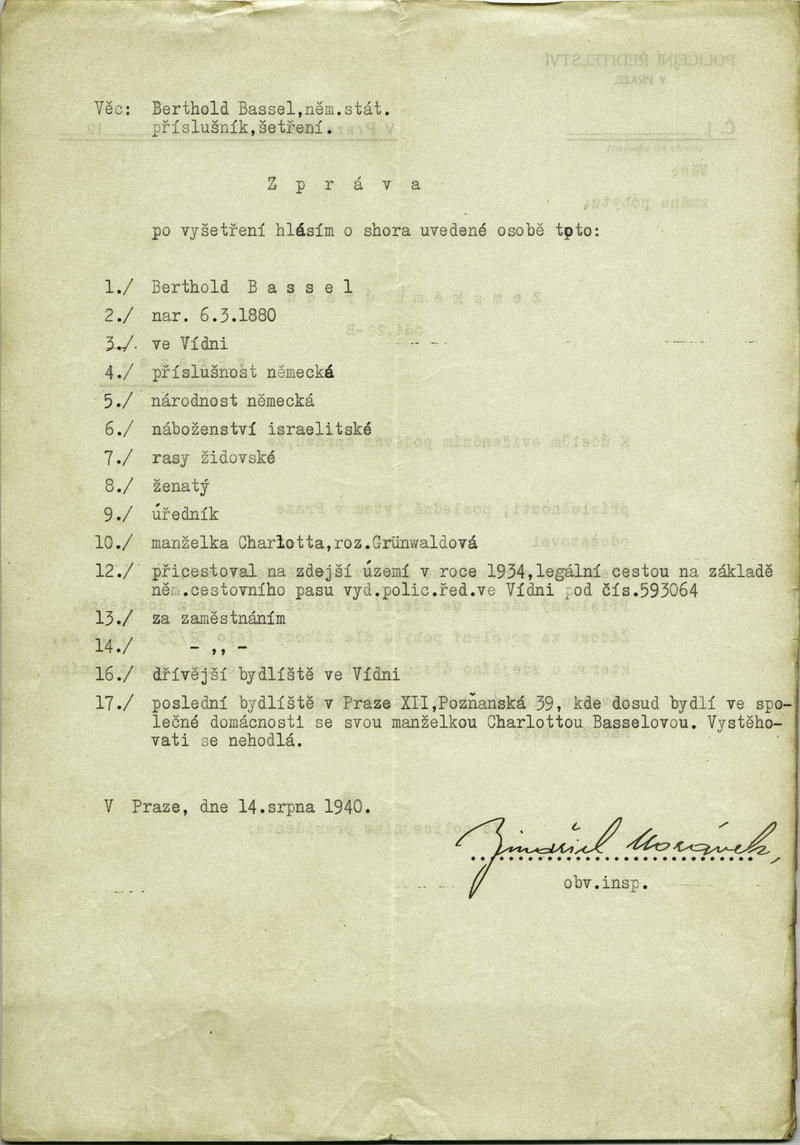 Věc: Berthold Bassel,něm.stát.
příslušník,šetření.
Z p r á v a
po vyšetření hlásím o shora uvedené osobě toto:
1./ Berthold B a s s e l
2./ nar. 6.3.1880
3./. ve Vídni
4./ příslušnost německá
5./ národnost německá
6./ náboženství israelitské
7./ rasy židovské
8./ ženatý
9./ úředník
10./ manželka Charlotta,roz.Grünwaldová
12./ přicestoval na zdejší území v roce 1934,legální cestou na základě
něm.cestovního pasu vyd.polic.řed.ve Vídni pod čís.593064
13./ za zaměstnáním
14./ - ,, -
16./ dřívější bydliště ve Vídni
17./ poslední bydlíště v Praze XII,Pozňanská 39, kde dosud bydlí ve spo-
lečné domácnosti se svou manželkou Charlottou Basselovou. Vystěho-
vati se nehodlá.
V Praze, dne 14.srpna 1940.
obv.insp.
POLICEJNÍ ŘEDITELSTVÍ
V PRAZE.